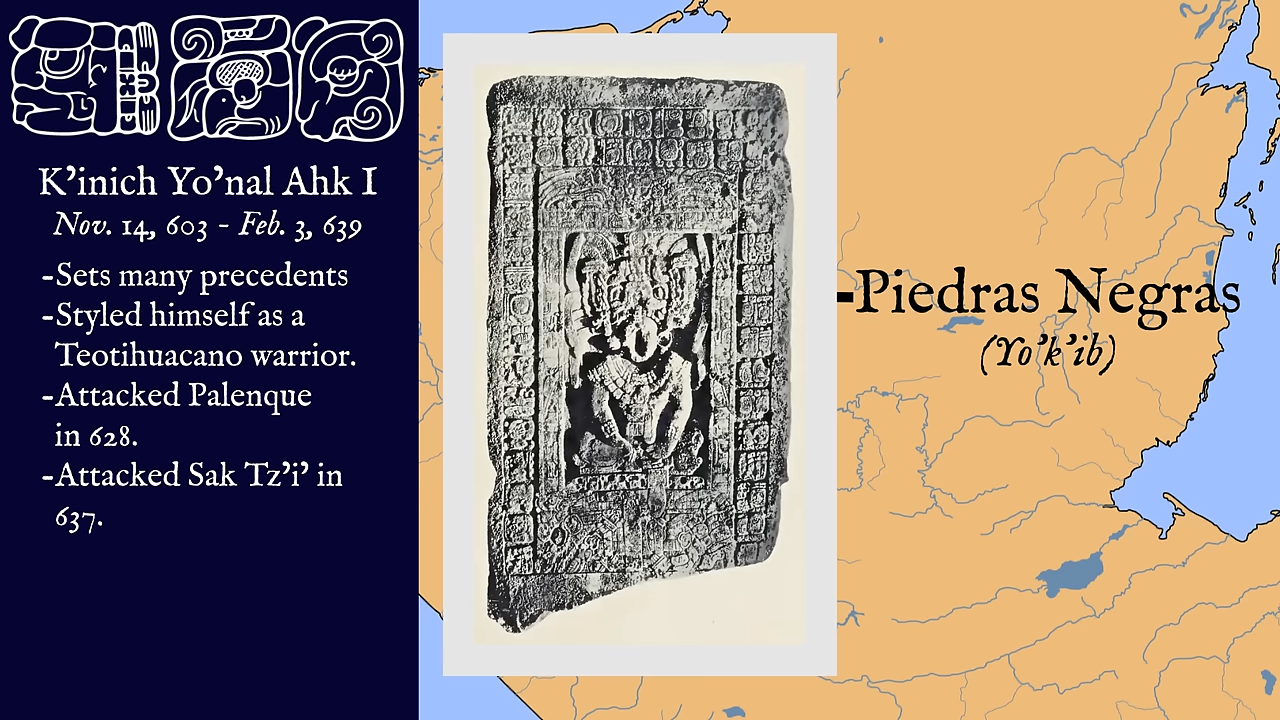 K'inich Yo'nal Ahk I
Nov. 14, 603 - Feb. 3, 639
-Sets many precedents
-Styled himself as a
Teotihuacano warrior.
-Attacked Palenque
in 628.
-Attacked Sak Tz'i' in
637.
-Piedras Negras
(Yo'k'ib)